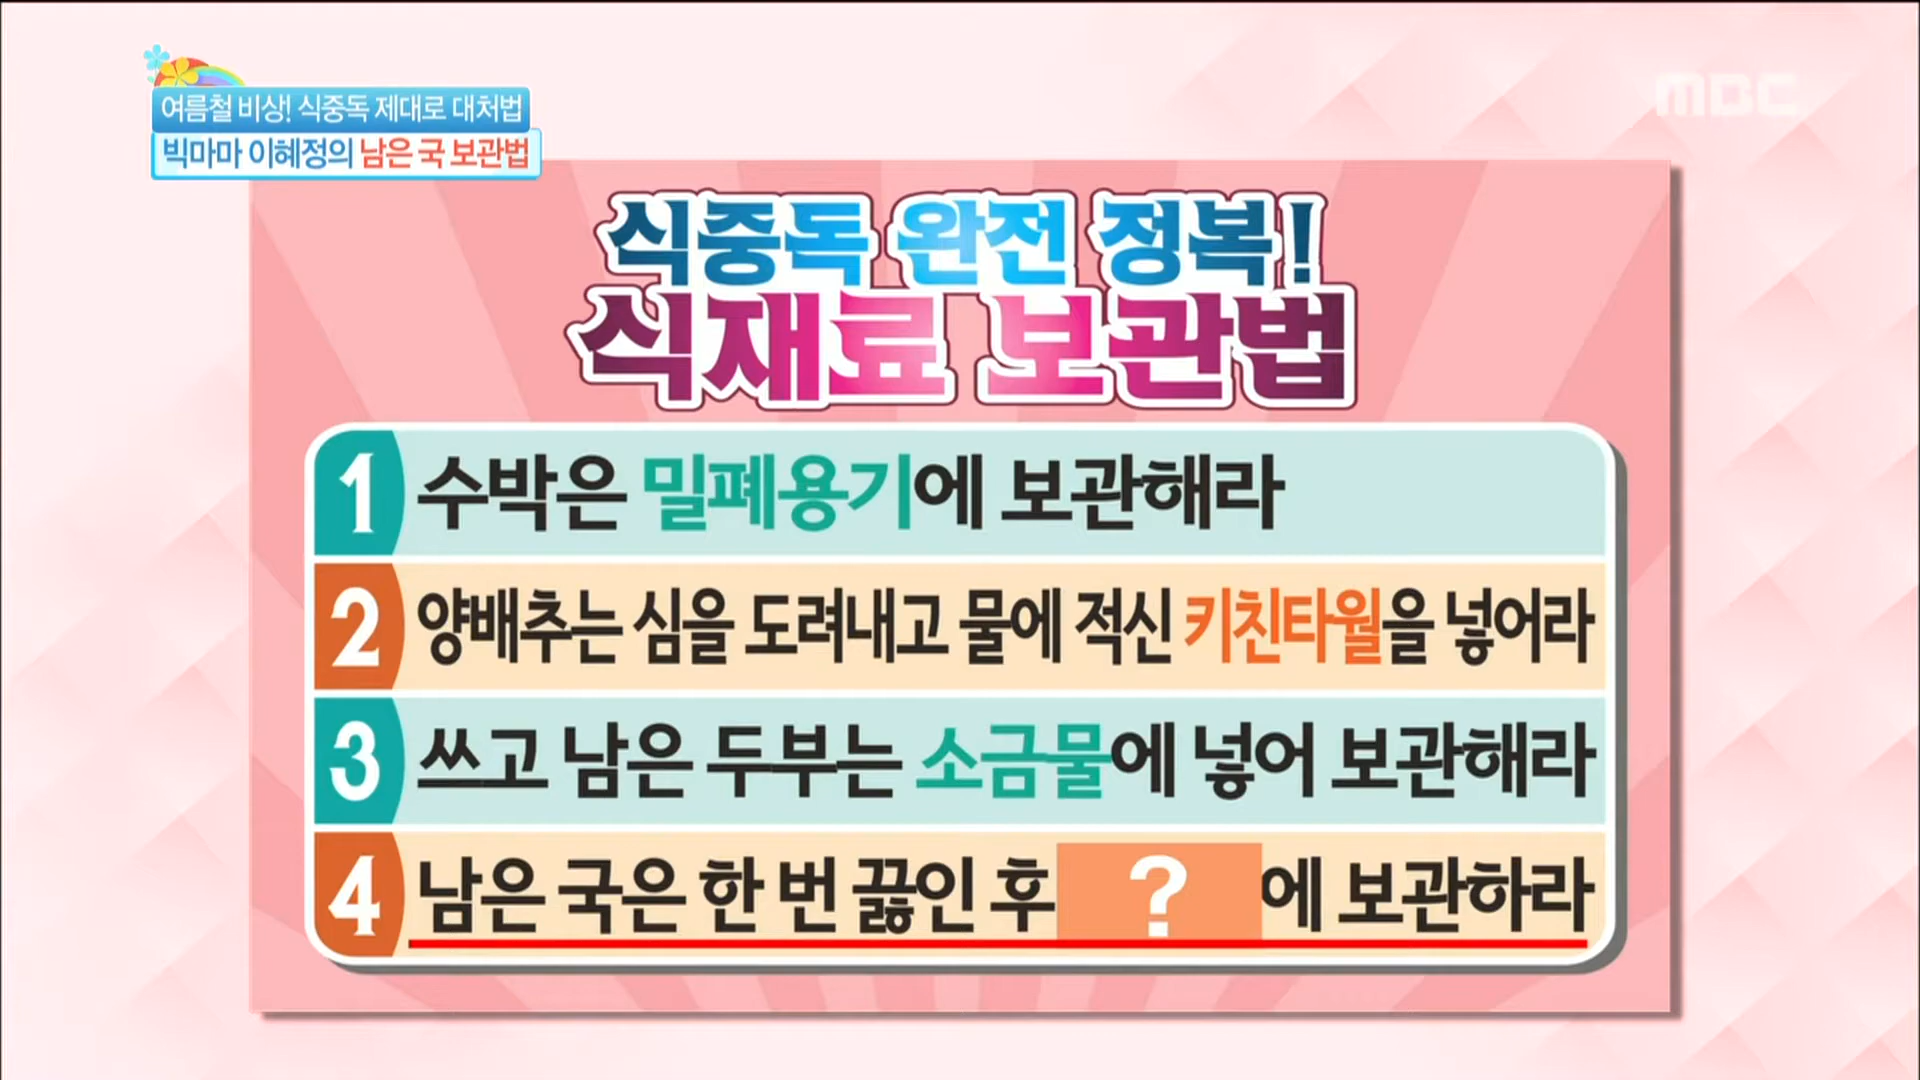 여름철 비상! 식중독 제대로 대처법
빅마마 이혜정의 남은 국 보관법
MBC
식중독 완전 정복!
식재료 보관법
1 수박은 밀폐용기에 보관해라
2 양배추는 심을 도려내고 물에 적신 키친타월을 넣어라
3 쓰고 남은 두부는 소금물에 넣어 보관해라
4 남은 국은 한 번 끓인 후 ? 에 보관하라